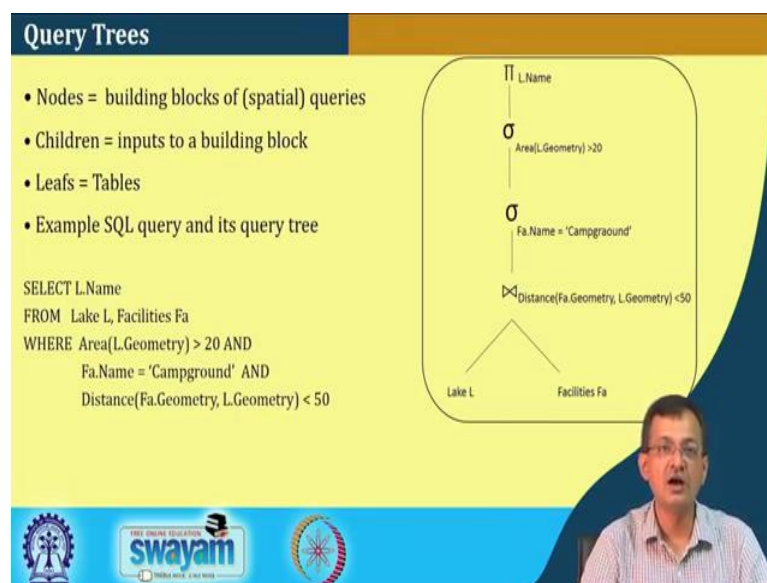 Query Trees
• Nodes = building blocks of (spatial) queries
• Children = inputs to a building block
• Leafs = Tables
• Example SQL query and its query tree
SELECT L.Name
FROM Lake L, Facilities Fa
WHERE Area(L.Geometry) > 20 AND
Fa.Name = 'Campground' AND
Distance(Fa.Geometry, L.Geometry) < 50
Π L.Name
σ Area(L.Geometry) >20
σ Fa.Name = 'Campgraound'
⋈ Distance(Fa.Geometry, L.Geometry) <50
Lake L Facilities Fa
FREE ONLINE EDUCATION
swayam